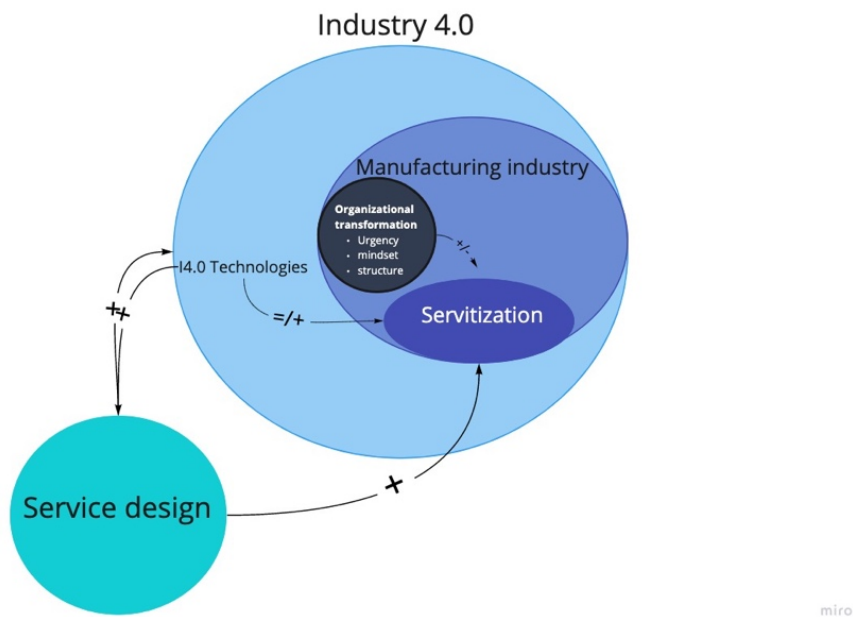 Industry 4.0
Manufacturing industry
Organizational
transformation
• Urgency
• mindset
• structure
+/-
I4.0 Technologies
++
=/+
Servitization
Service design
+
miro